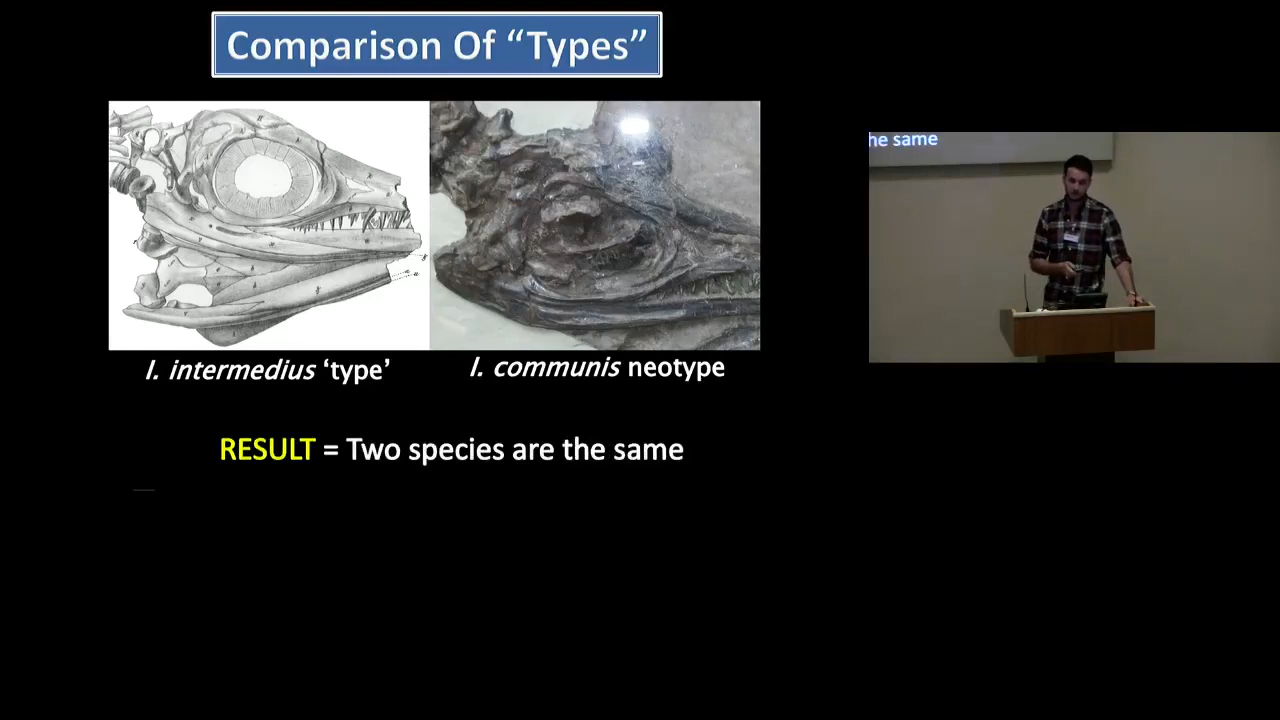 Comparison Of “Types”
I. intermedius ‘type’
I. communis neotype
RESULT = Two species are the same
he same